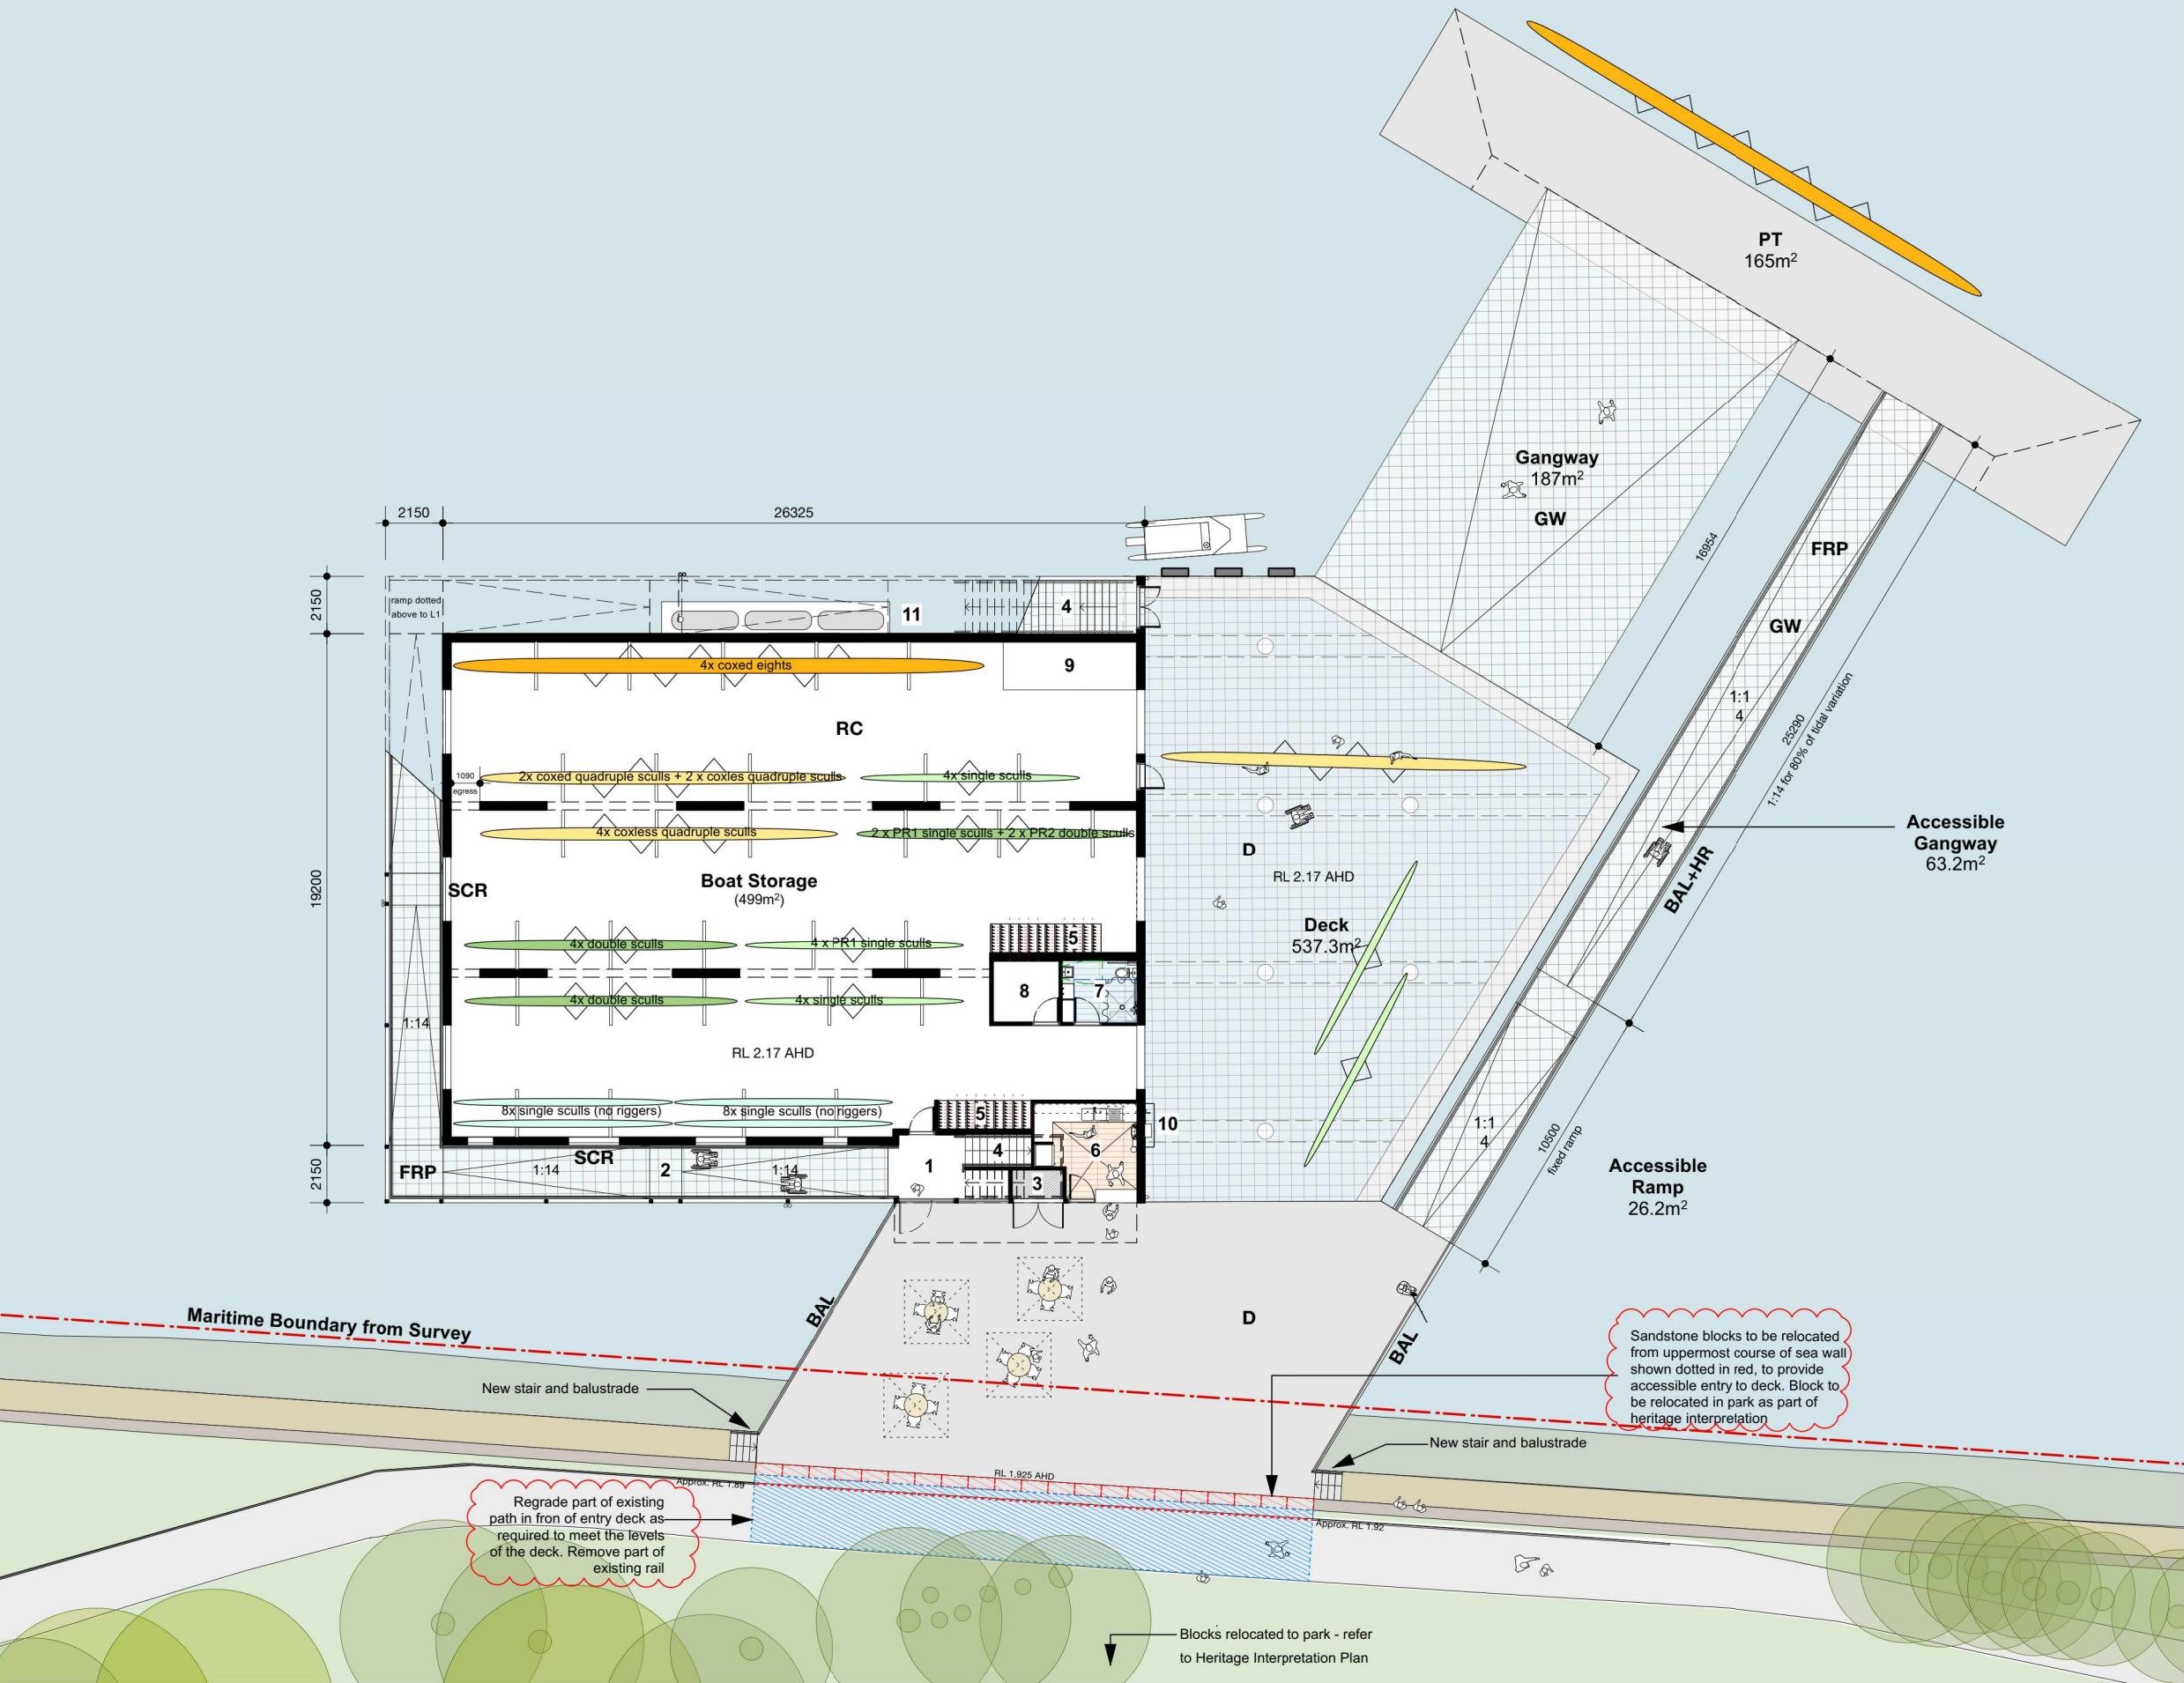 PT
165m2
Gangway
187m2
GW
2150
26325
16954
FRP
GW
ramp dotted
above to L1
2150
4
11
4x coxed eights
9
1:1
4
25290
1:14 for 80% of tidal variation
RC
1090
egress
2x coxed quadruple sculls + 2 x coxles quadruple sculls
4x single sculls
4x coxless quadruple sculls
2 x PR1 single sculls + 2 x PR2 double sculls
Accessible
Gangway
63.2m2
D
RL 2.17 AHD
BAL+HR
19200
SCR
Boat Storage
(499m2)
Deck
537.3m2
4x double sculls
4 x PR1 single sculls
5
8
7
4x double sculls
4x single sculls
1:14
RL 2.17 AHD
8x single sculls (no riggers)
8x single sculls (no riggers)
5
10
1:1
4
10500
fixed ramp
2150
FRP
1:14
SCR
2
1:14
1
4
3
6
Accessible
Ramp
26.2m2
Maritime Boundary from Survey
BAL
D
BAL
Sandstone blocks to be relocated
from uppermost course of sea wall
shown dotted in red, to provide
accessible entry to deck. Block to
be relocated in park as part of
heritage interpretation
New stair and balustrade
New stair and balustrade
RL 1.925 AHD
Approx. RL 1.89
Approx. RL 1.92
Regrade part of existing
path in fron of entry deck as
required to meet the levels
of the deck. Remove part of
existing rail
Blocks relocated to park - refer
to Heritage Interpretation Plan